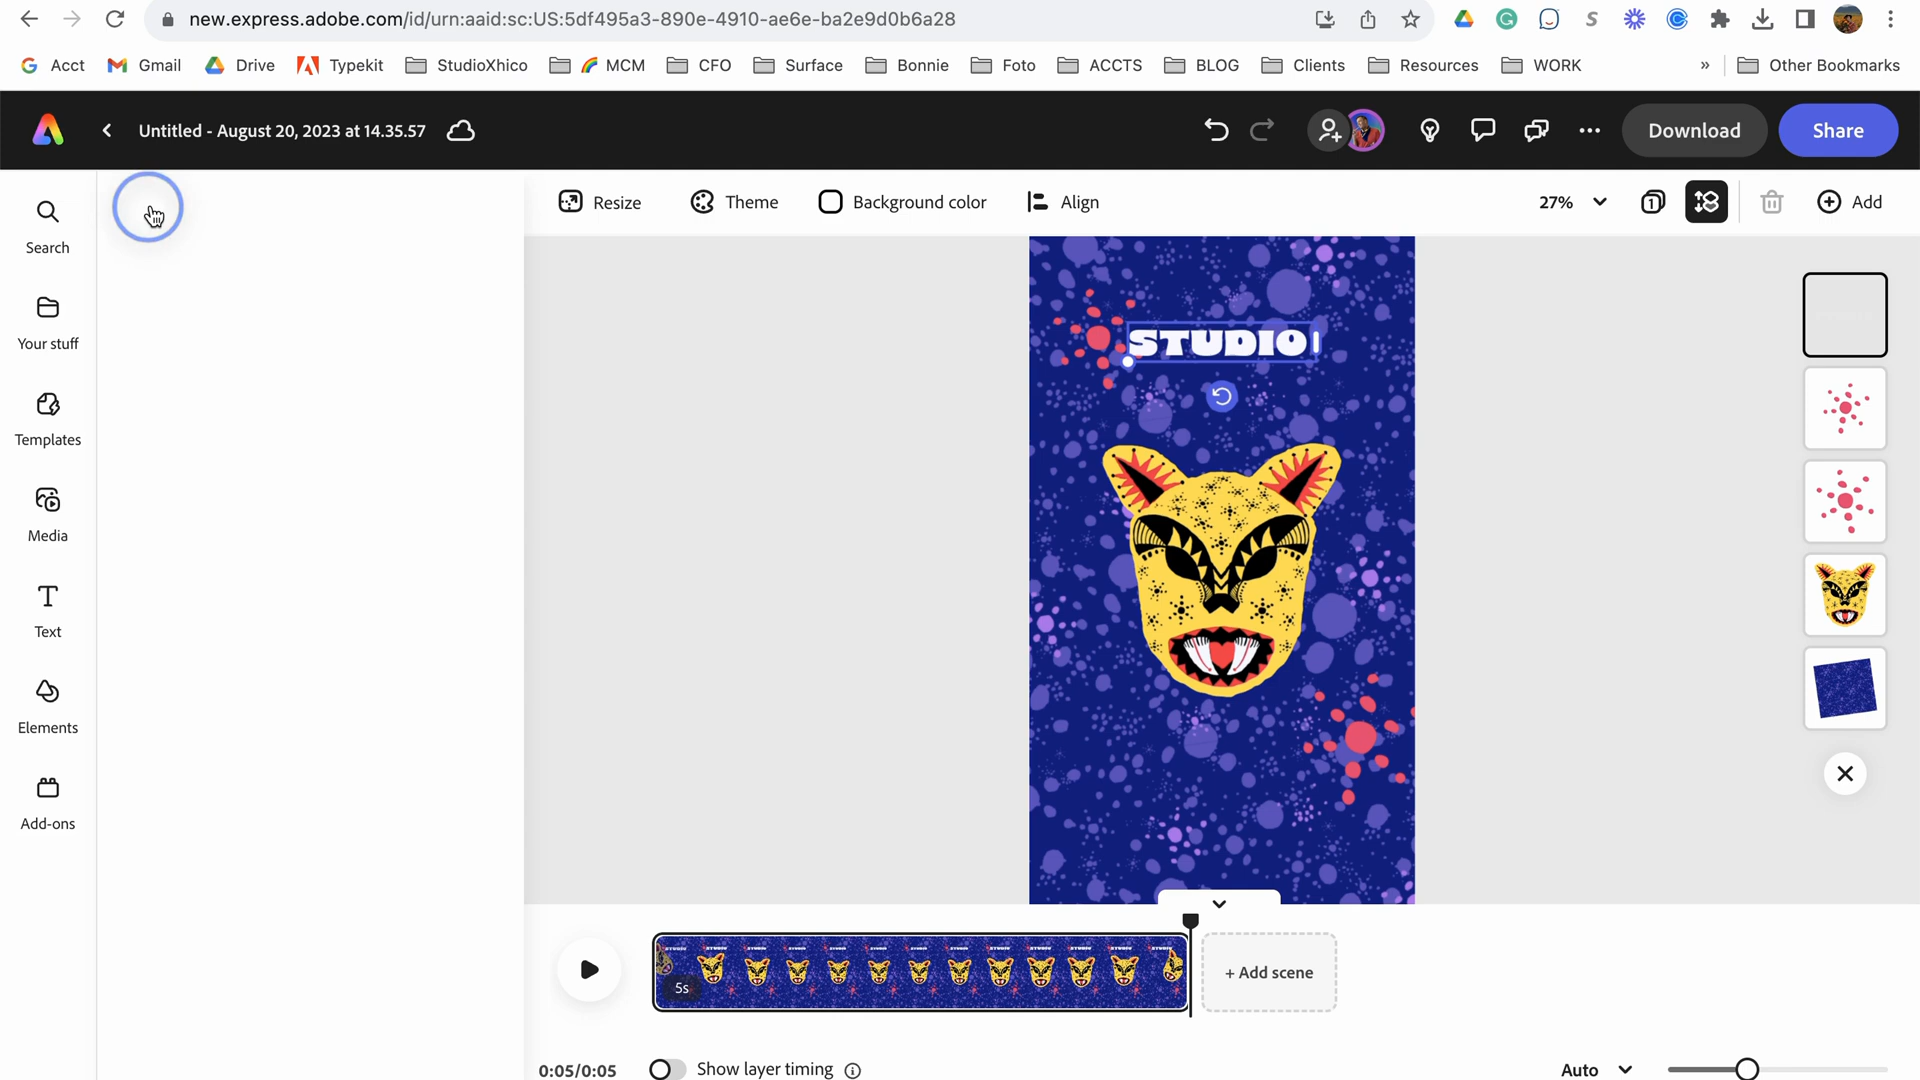 new.express.adobe.com/id/urn:aaid:sc:US:5df495a3-890e-4910-ae6e-ba2e9d0b6a28
Acct Gmail Drive Typekit StudioXhico MCM CFO Surface Bonnie Foto ACCTS BLOG Clients Resources WORK » Other Bookmarks
Untitled - August 20, 2023 at 14.35.57 Download Share
Resize Theme Background color Align 27% 1 Add
Search
Your stuff
Templates
Media
Text
Elements
Add-ons
STUDIO
5s
+ Add scene
0:05/0:05 Show layer timing Auto